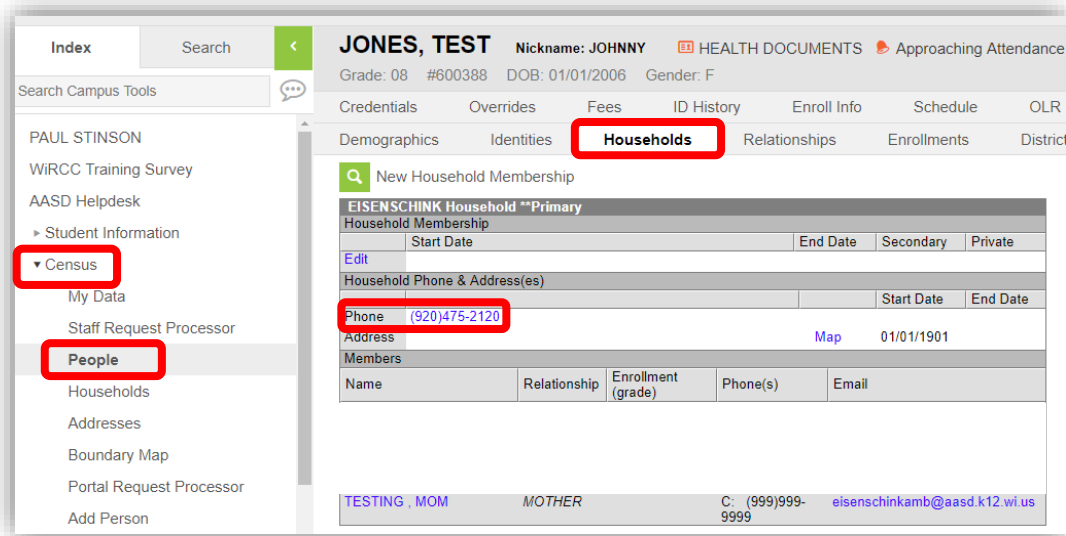 Index Search
Search Campus Tools
PAUL STINSON
WiRCC Training Survey
AASD Helpdesk
▸ Student Information
▾ Census
My Data
Staff Request Processor
People
Households
Addresses
Boundary Map
Portal Request Processor
Add Person
JONES, TEST Nickname: JOHNNY HEALTH DOCUMENTS Approaching Attendance
Grade: 08 #600388 DOB: 01/01/2006 Gender: F
Credentials Overrides Fees ID History Enroll Info Schedule OLR
Demographics Identities Households Relationships Enrollments District
New Household Membership
EISENSCHINK Household **Primary
Household Membership
Start Date End Date Secondary Private
Edit
Household Phone & Address(es)
Start Date End Date
Phone (920)475-2120
Address Map 01/01/1901
Members
Name Relationship Enrollment (grade) Phone(s) Email
TESTING , MOM MOTHER C: (999)999-9999 eisenschinkamb@aasd.k12.wi.us